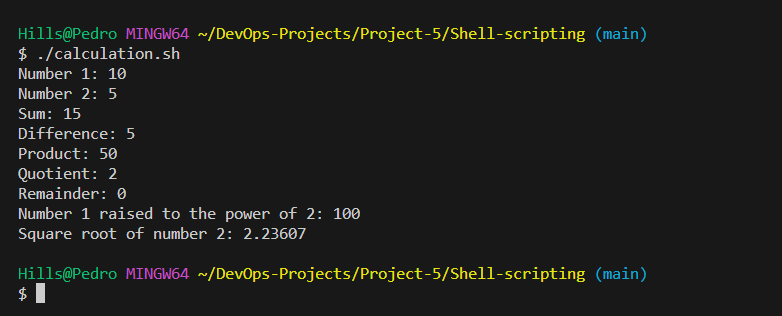 Hills@Pedro MINGW64 ~/DevOps-Projects/Project-5/Shell-scripting (main)
$ ./calculation.sh
Number 1: 10
Number 2: 5
Sum: 15
Difference: 5
Product: 50
Quotient: 2
Remainder: 0
Number 1 raised to the power of 2: 100
Square root of number 2: 2.23607
Hills@Pedro MINGW64 ~/DevOps-Projects/Project-5/Shell-scripting (main)
$